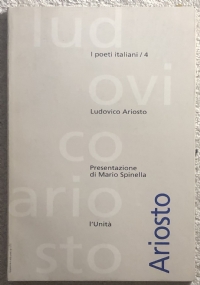 lud
ovi
co
ario
sto
I poeti italiani / 4
Ludovico Ariosto
Presentazione
di Mario Spinella
l'Unità
Ariosto